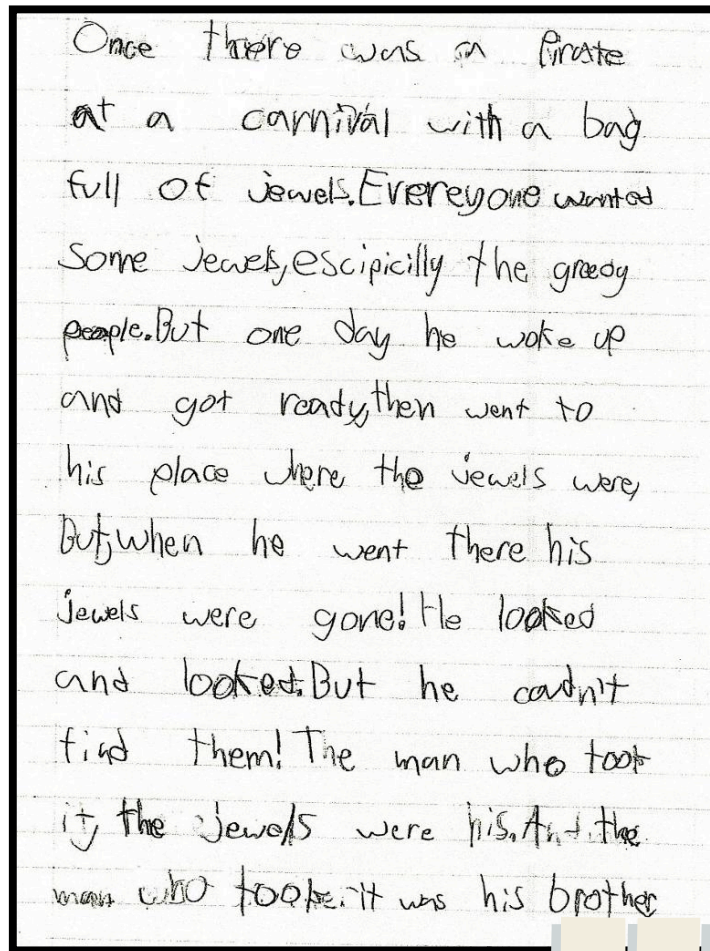 Once there was a Pirate
at a carnival with a bag
full of jewels. Evereyone wanted
some jewels, escipicilly the greedy
people. But one day he woke up
and got ready, then went to
his place where the jewels were,
But, when he went there his
jewels were gone! He looked
and looked. But he couldn't
find them! The man who took
it, the jewels were his. And the
man who took it was his brother